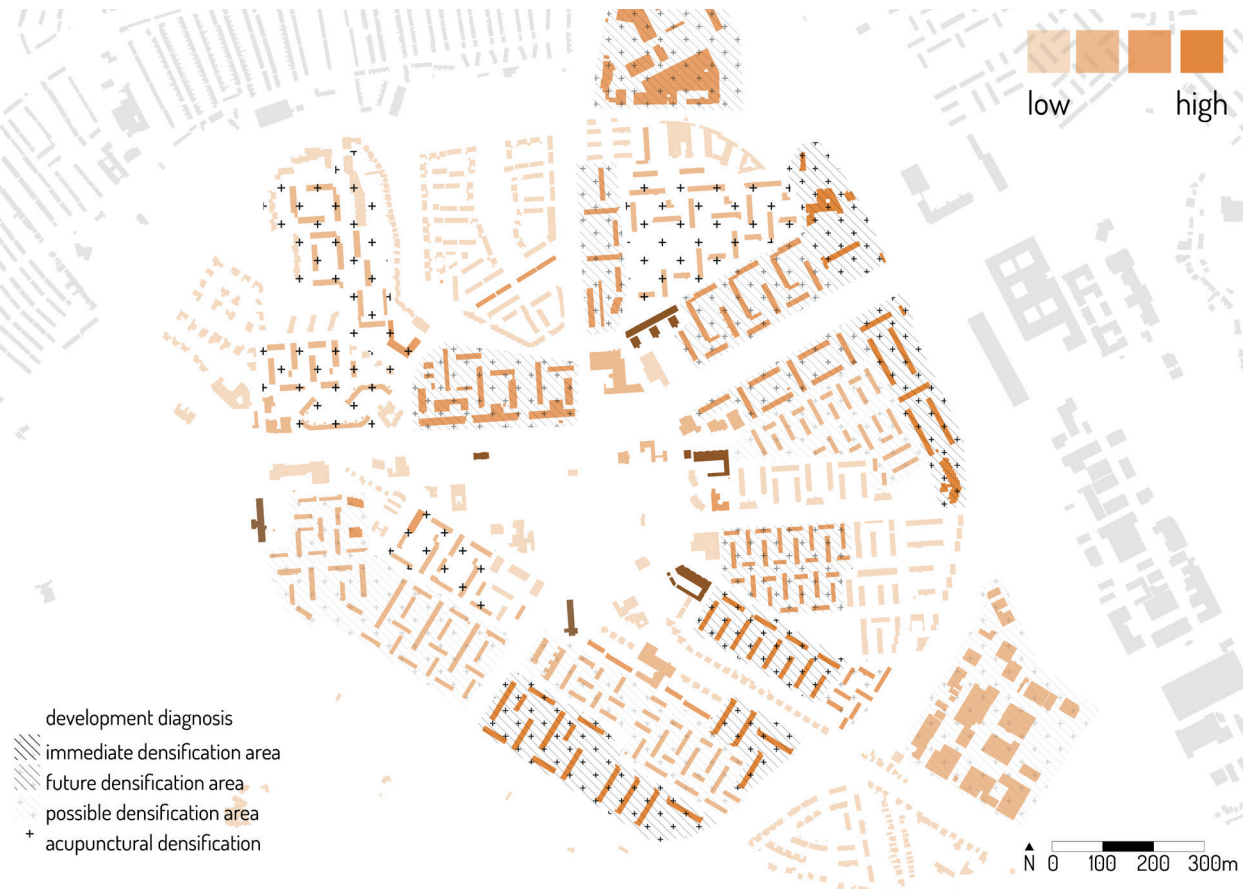 low high
development diagnosis
immediate densification area
future densification area
possible densification area
acupunctural densification
N 0 100 200 300m